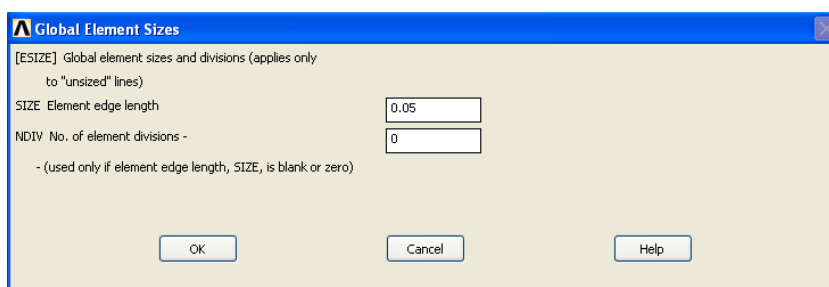 Global Element Sizes
[ESIZE] Global element sizes and divisions (applies only
to "unsized" lines)
SIZE Element edge length 0.05
NDIV No. of element divisions - 0
- (used only if element edge length, SIZE, is blank or zero)
OK Cancel Help